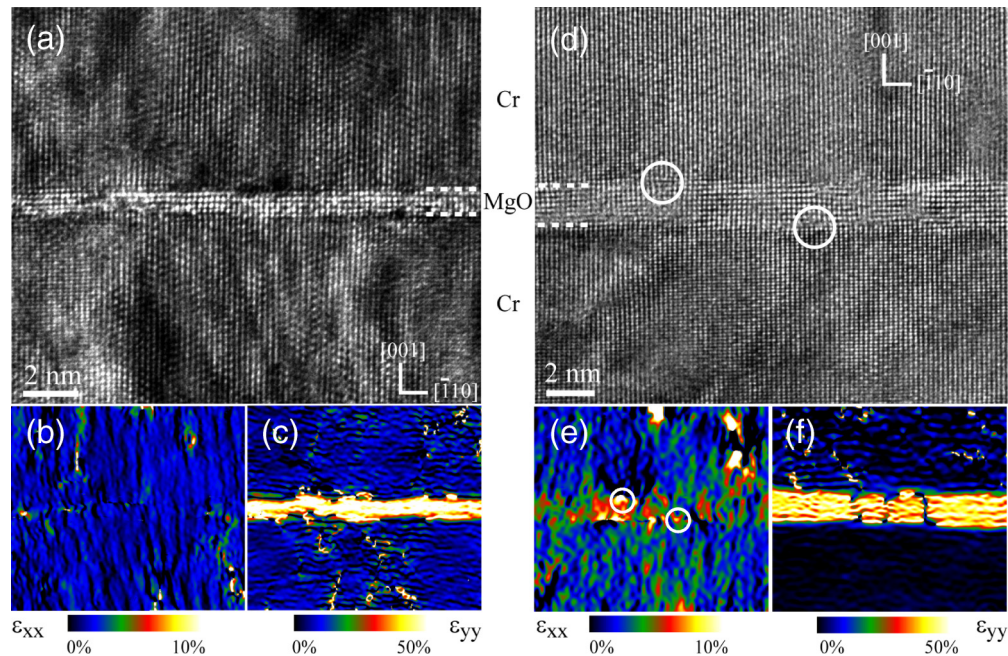 (a)
Cr
MgO
Cr
[001]
[1̅10]
2 nm
(d)
[001]
[1̅10]
2 nm
(b)
(c)
(e)
(f)
εxx
0%
10%
0%
50%
εyy
εxx
0%
10%
0%
50%
εyy